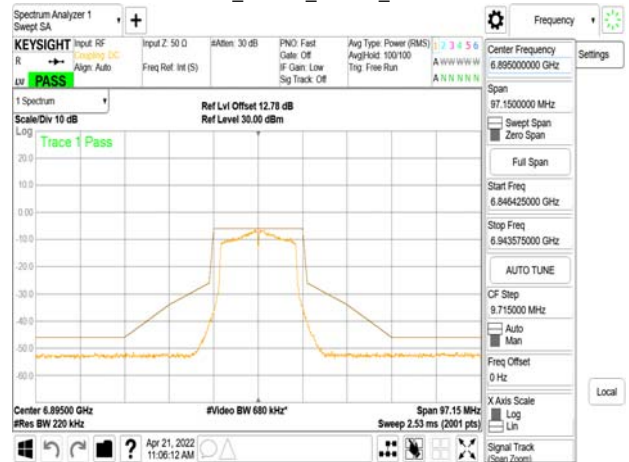 Spectrum Analyzer 1
Swept SA
+
Frequency
KEYSIGHT
R
LW PASS
Input: RF
Coupling: DC
Align: Auto
Input Z: 50 Ω
Freq Ref: Int (S)
#Atten: 30 dB
PNO: Fast
Gate: Off
IF Gain: Low
Sig Track: Off
Avg Type: Power (RMS)
Avg|Hold: 100/100
Trig: Free Run
1 2 3 4 5 6
A W W W W W
A N N N N N
Center Frequency
6.895000000 GHz
Settings
Span
97.1500000 MHz
Swept Span
Zero Span
Full Span
Start Freq
6.846425000 GHz
Stop Freq
6.943575000 GHz
AUTO TUNE
CF Step
9.715000 MHz
Auto
Man
Freq Offset
0 Hz
X Axis Scale
Log
Lin
Signal Track
(Span Zoom)
Local
1 Spectrum
Scale/Div 10 dB
Ref Lvl Offset 12.78 dB
Ref Level 30.00 dBm
Log
Trace 1 Pass
20.0
0.00
-10.0
-20.0
-30.0
-40.0
-50.0
-60.0
Center 6.89500 GHz
#Res BW 220 kHz
#Video BW 680 kHz*
Span 97.15 MHz
Sweep 2.53 ms (2001 pts)
?
Apr 21, 2022
11:06:12 AM